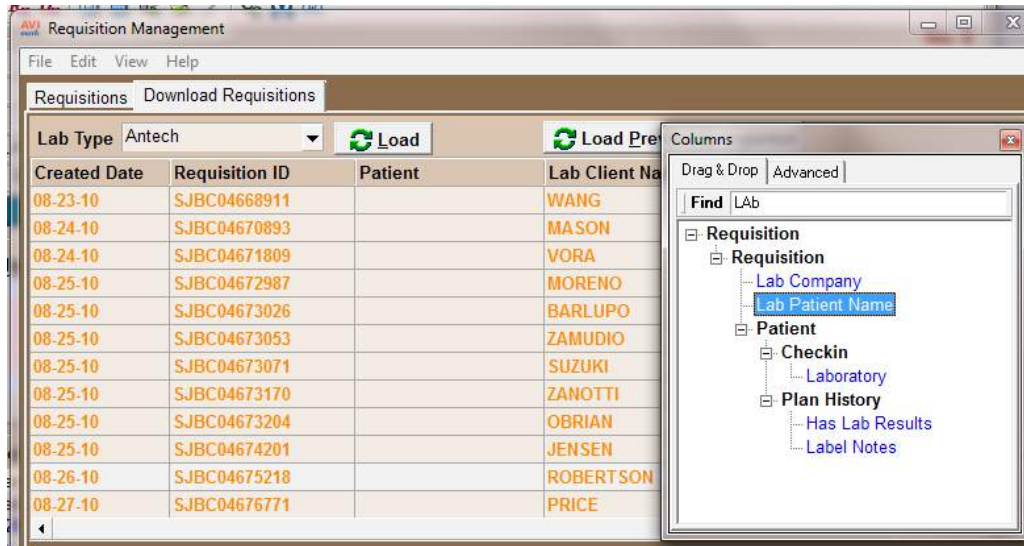 AVI
Requisition Management
File Edit View Help
Requisitions Download Requisitions
Lab Type Antech Load Load Prev
Created Date Requisition ID Patient Lab Client Na
08-23-10 SJBC04668911 WANG
08-24-10 SJBC04670893 MASON
08-24-10 SJBC04671809 VORA
08-25-10 SJBC04672987 MORENO
08-25-10 SJBC04673026 BARLUPO
08-25-10 SJBC04673053 ZAMUDIO
08-25-10 SJBC04673071 SUZUKI
08-25-10 SJBC04673170 ZANOTTI
08-25-10 SJBC04673204 OBRIAN
08-25-10 SJBC04674201 JENSEN
08-26-10 SJBC04675218 ROBERTSON
08-27-10 SJBC04676771 PRICE
Columns
Drag & Drop Advanced
Find LAb
Requisition
Requisition
Lab Company
Lab Patient Name
Patient
Checkin
Laboratory
Plan History
Has Lab Results
Label Notes